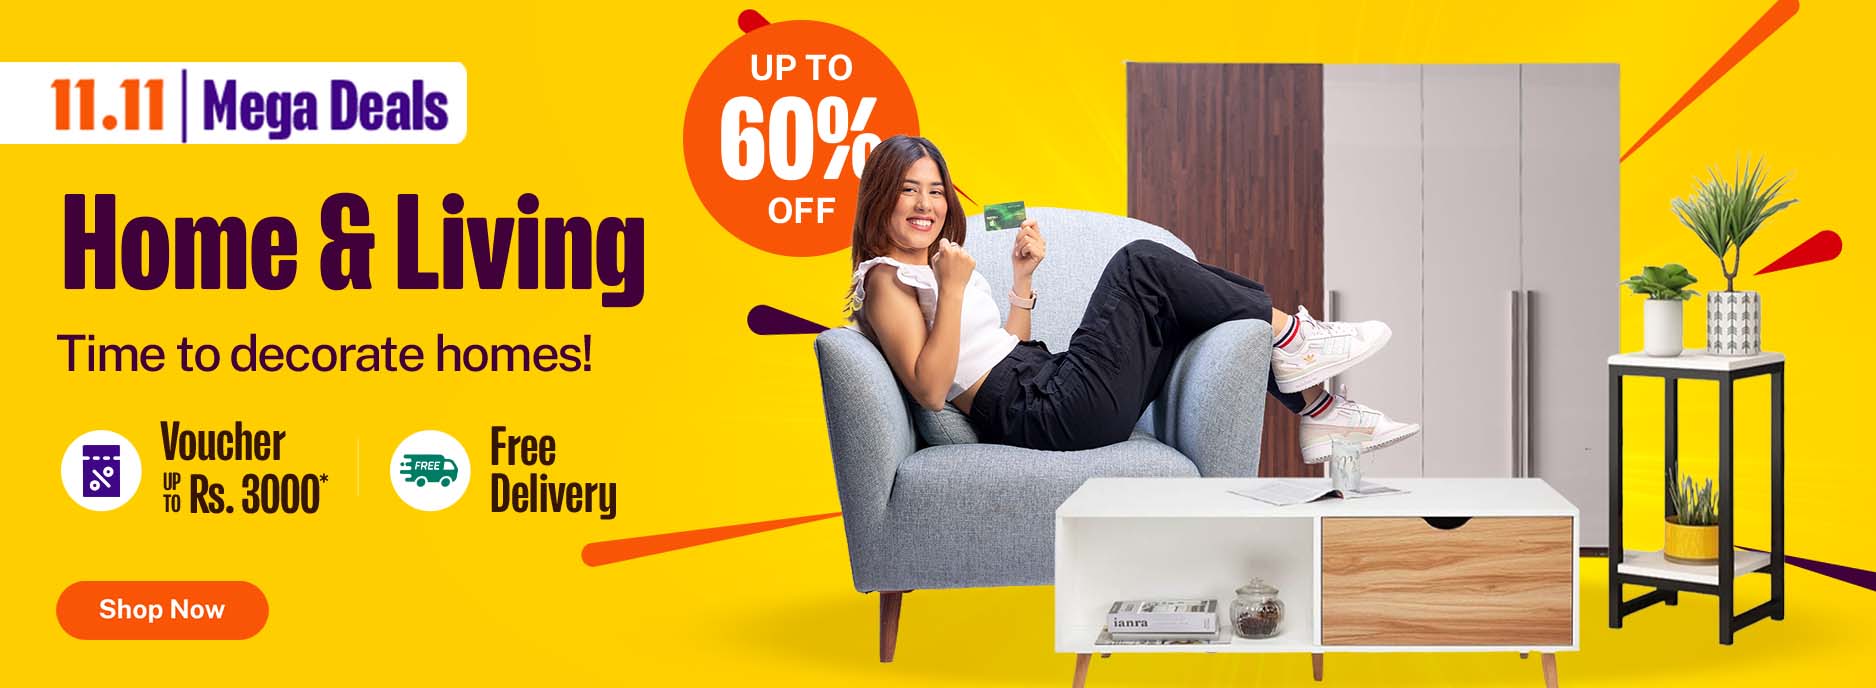 11.11 | Mega Deals
Home & Living
Time to decorate homes!
Voucher
UP TO Rs. 3000*
FREE
Free
Delivery
Shop Now
UP TO
60%
OFF
ianra